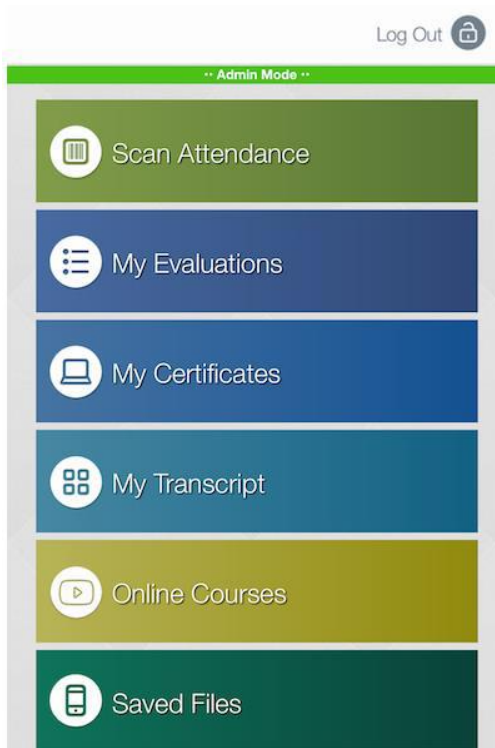 Log Out
·· Admin Mode ··
Scan Attendance
My Evaluations
My Certificates
My Transcript
Online Courses
Saved Files